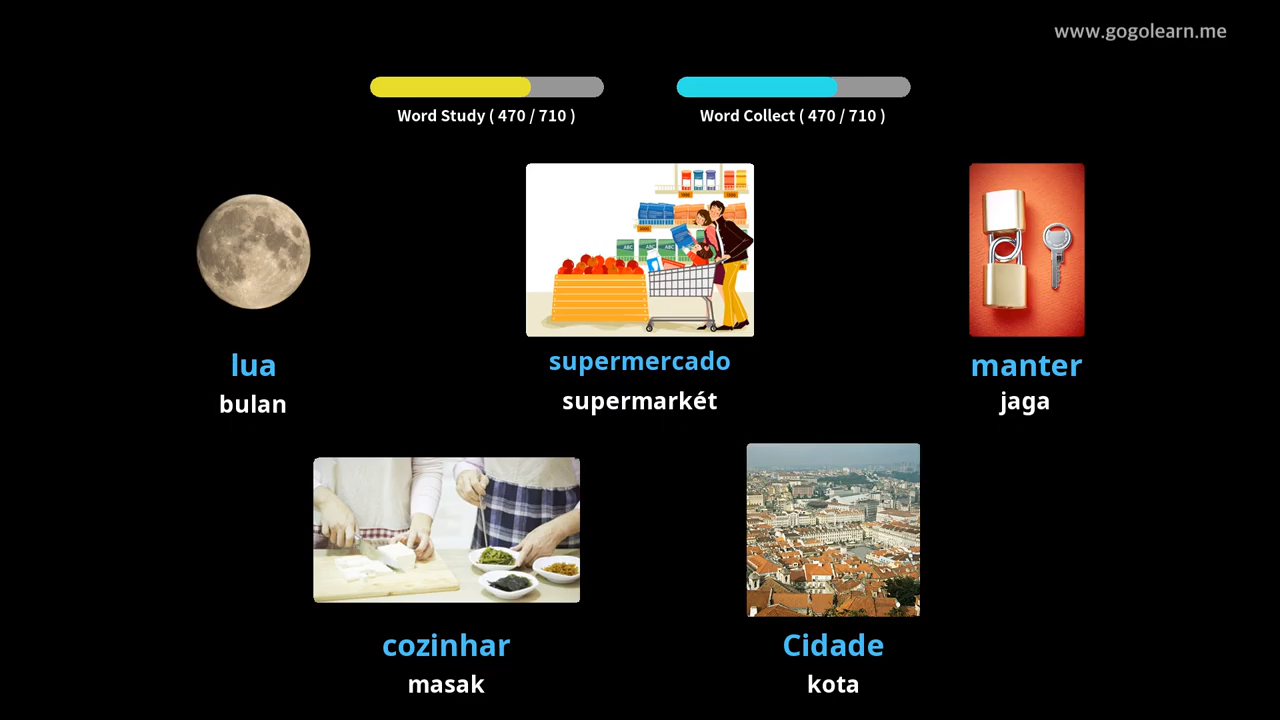 www.gogolearn.me
Word Study ( 470 / 710 )
Word Collect ( 470 / 710 )
lua
bulan
supermercado
supermarkét
manter
jaga
cozinhar
masak
Cidade
kota